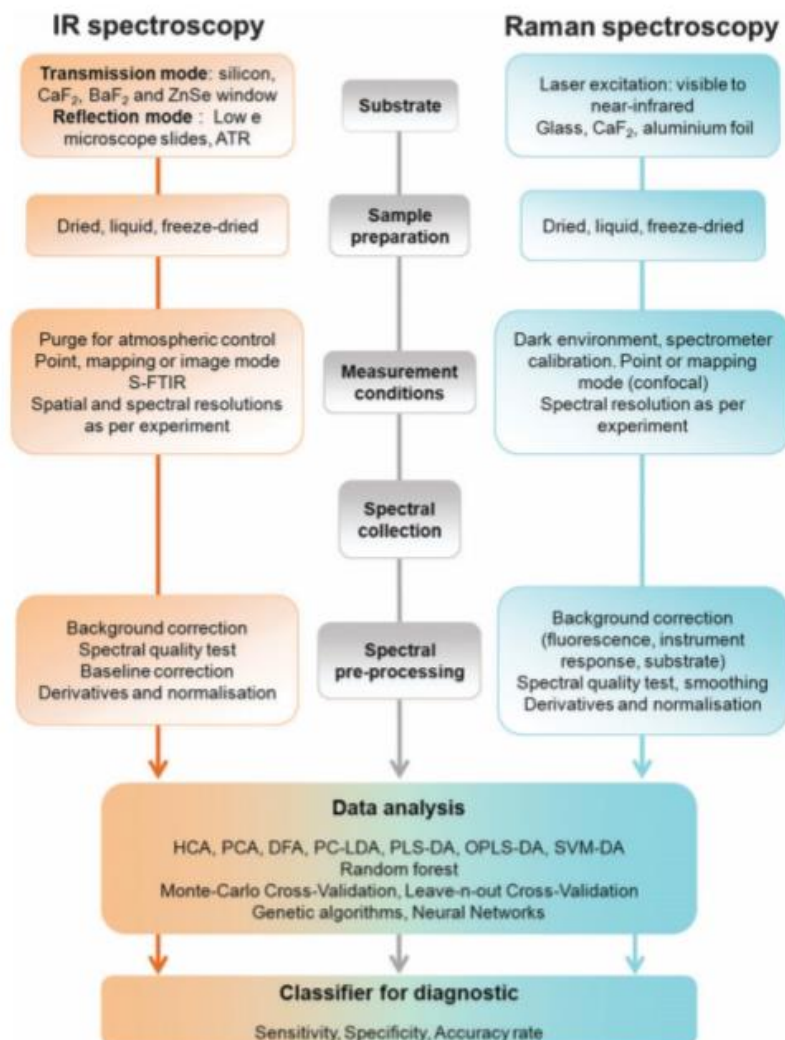 IR spectroscopy
Raman spectroscopy
Transmission mode: silicon,
CaF₂, BaF₂ and ZnSe window
Reflection mode : Low e
microscope slides, ATR
Substrate
Laser excitation: visible to
near-infrared
Glass, CaF₂, aluminium foil
Dried, liquid, freeze-dried
Sample
preparation
Dried, liquid, freeze-dried
Purge for atmospheric control
Point, mapping or image mode
S-FTIR
Spatial and spectral resolutions
as per experiment
Measurement
conditions
Dark environment, spectrometer
calibration. Point or mapping
mode (confocal)
Spectral resolution as per
experiment
Spectral
collection
Background correction
Spectral quality test
Baseline correction
Derivatives and normalisation
Spectral
pre-processing
Background correction
(fluorescence, instrument
response, substrate)
Spectral quality test, smoothing
Derivatives and normalisation
Data analysis
HCA, PCA, DFA, PC-LDA, PLS-DA, OPLS-DA, SVM-DA
Random forest
Monte-Carlo Cross-Validation, Leave-n-out Cross-Validation
Genetic algorithms, Neural Networks
Classifier for diagnostic
Sensitivity, Specificity, Accuracy rate